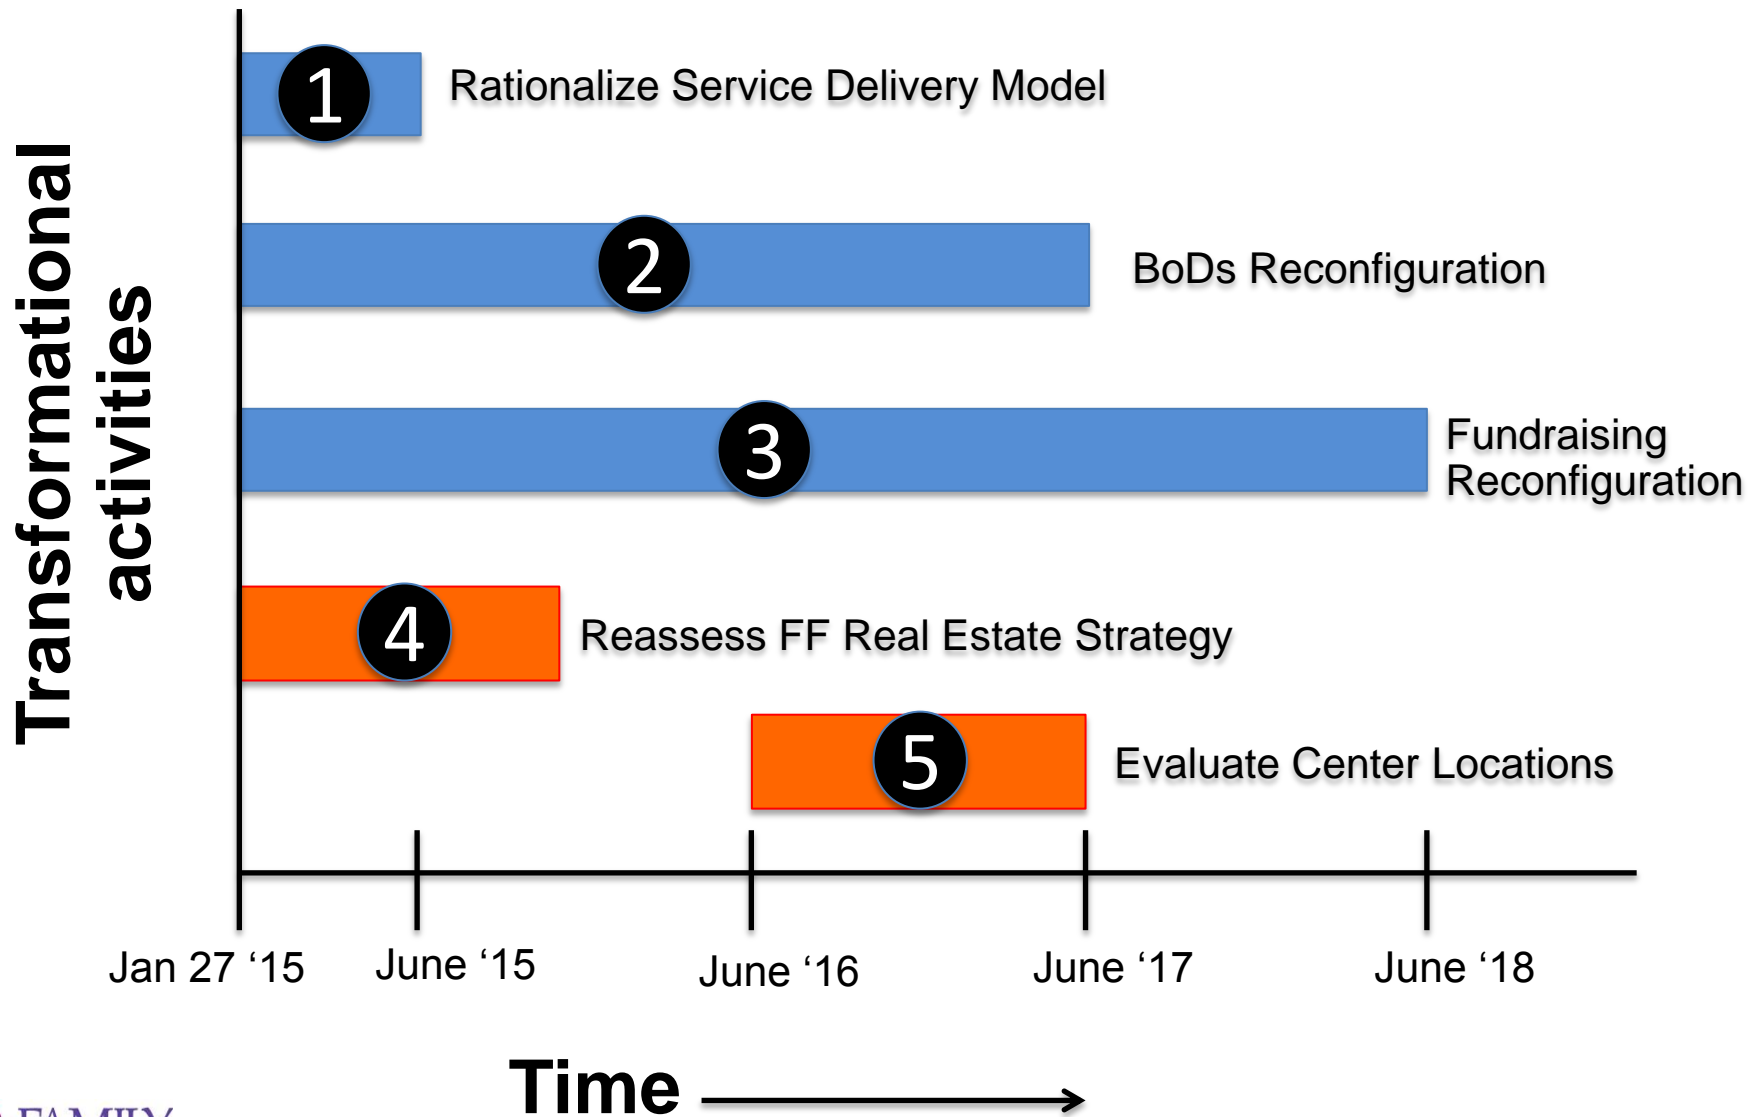 Transformational
activities
1
Rationalize Service Delivery Model
2
BoDs Reconfiguration
3
Fundraising
Reconfiguration
4
Reassess FF Real Estate Strategy
5
Evaluate Center Locations
Jan 27 ‘15
June ‘15
June ‘16
June ‘17
June ‘18
Time
FAMILY